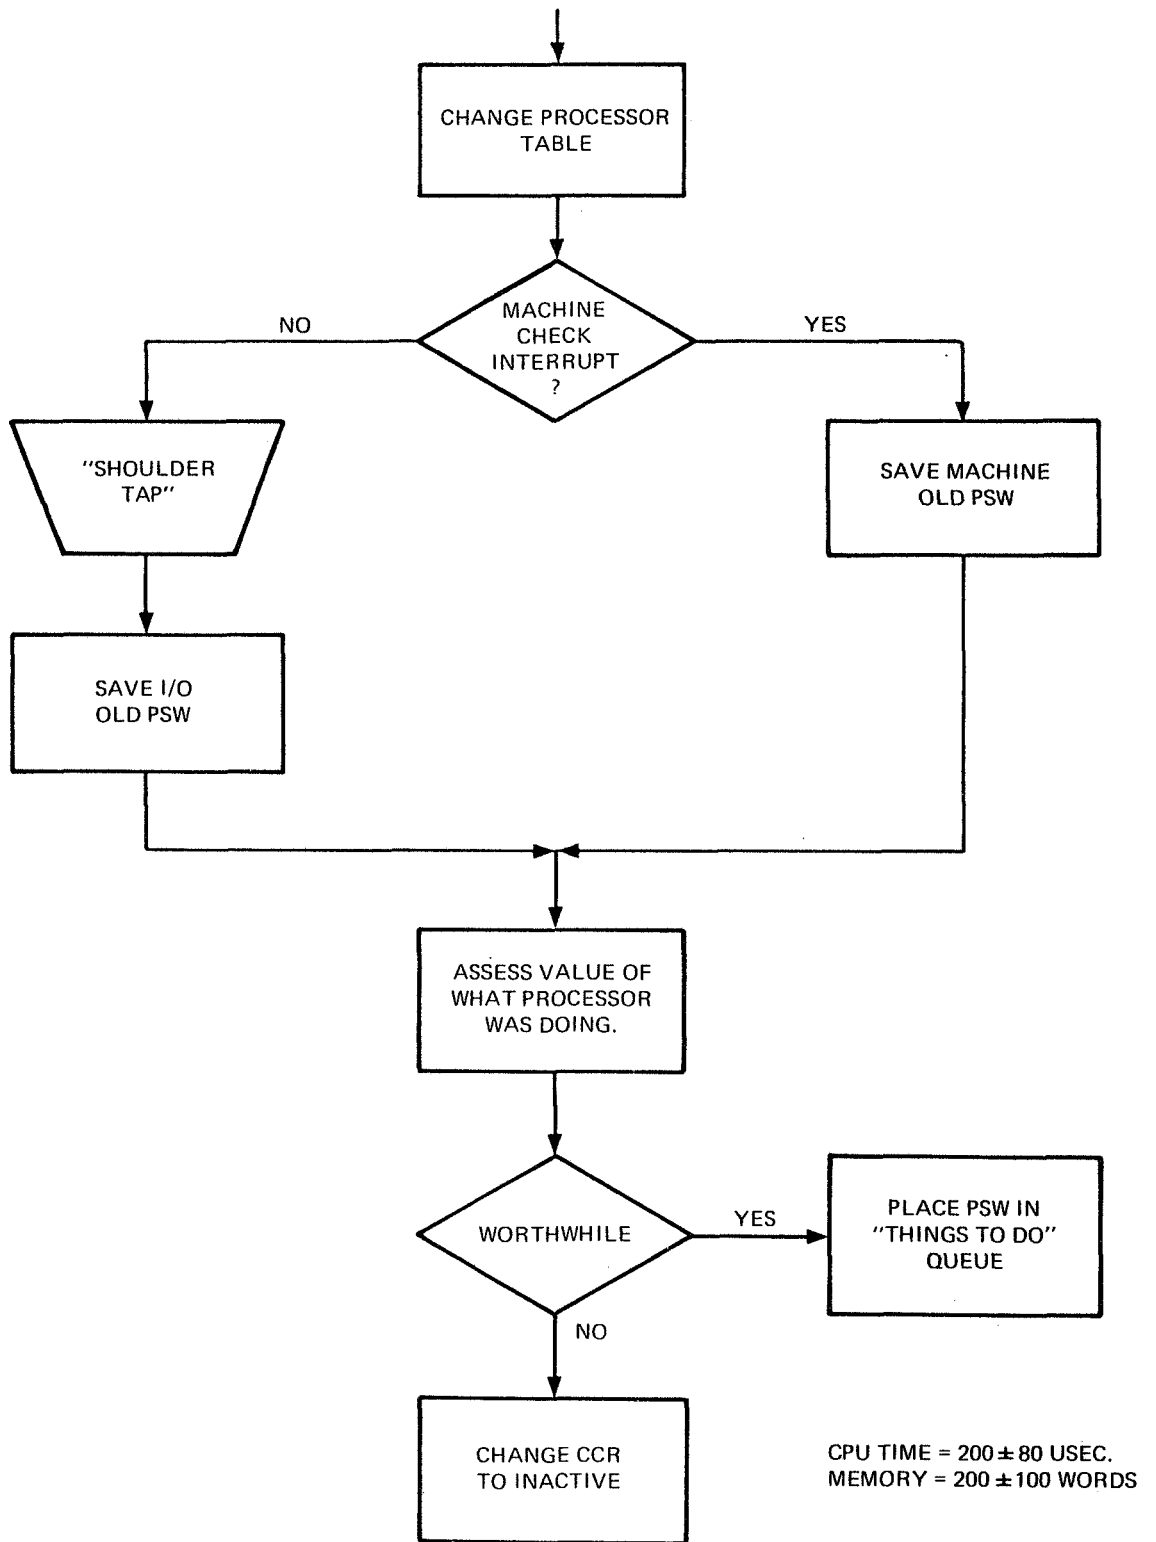 CHANGE PROCESSOR
TABLE
MACHINE
CHECK
INTERRUPT
?
NO
YES
"SHOULDER
TAP"
SAVE MACHINE
OLD PSW
SAVE I/O
OLD PSW
ASSESS VALUE OF
WHAT PROCESSOR
WAS DOING.
WORTHWHILE
YES
PLACE PSW IN
"THINGS TO DO"
QUEUE
NO
CHANGE CCR
TO INACTIVE
CPU TIME = 200 ± 80 USEC.
MEMORY = 200 ± 100 WORDS